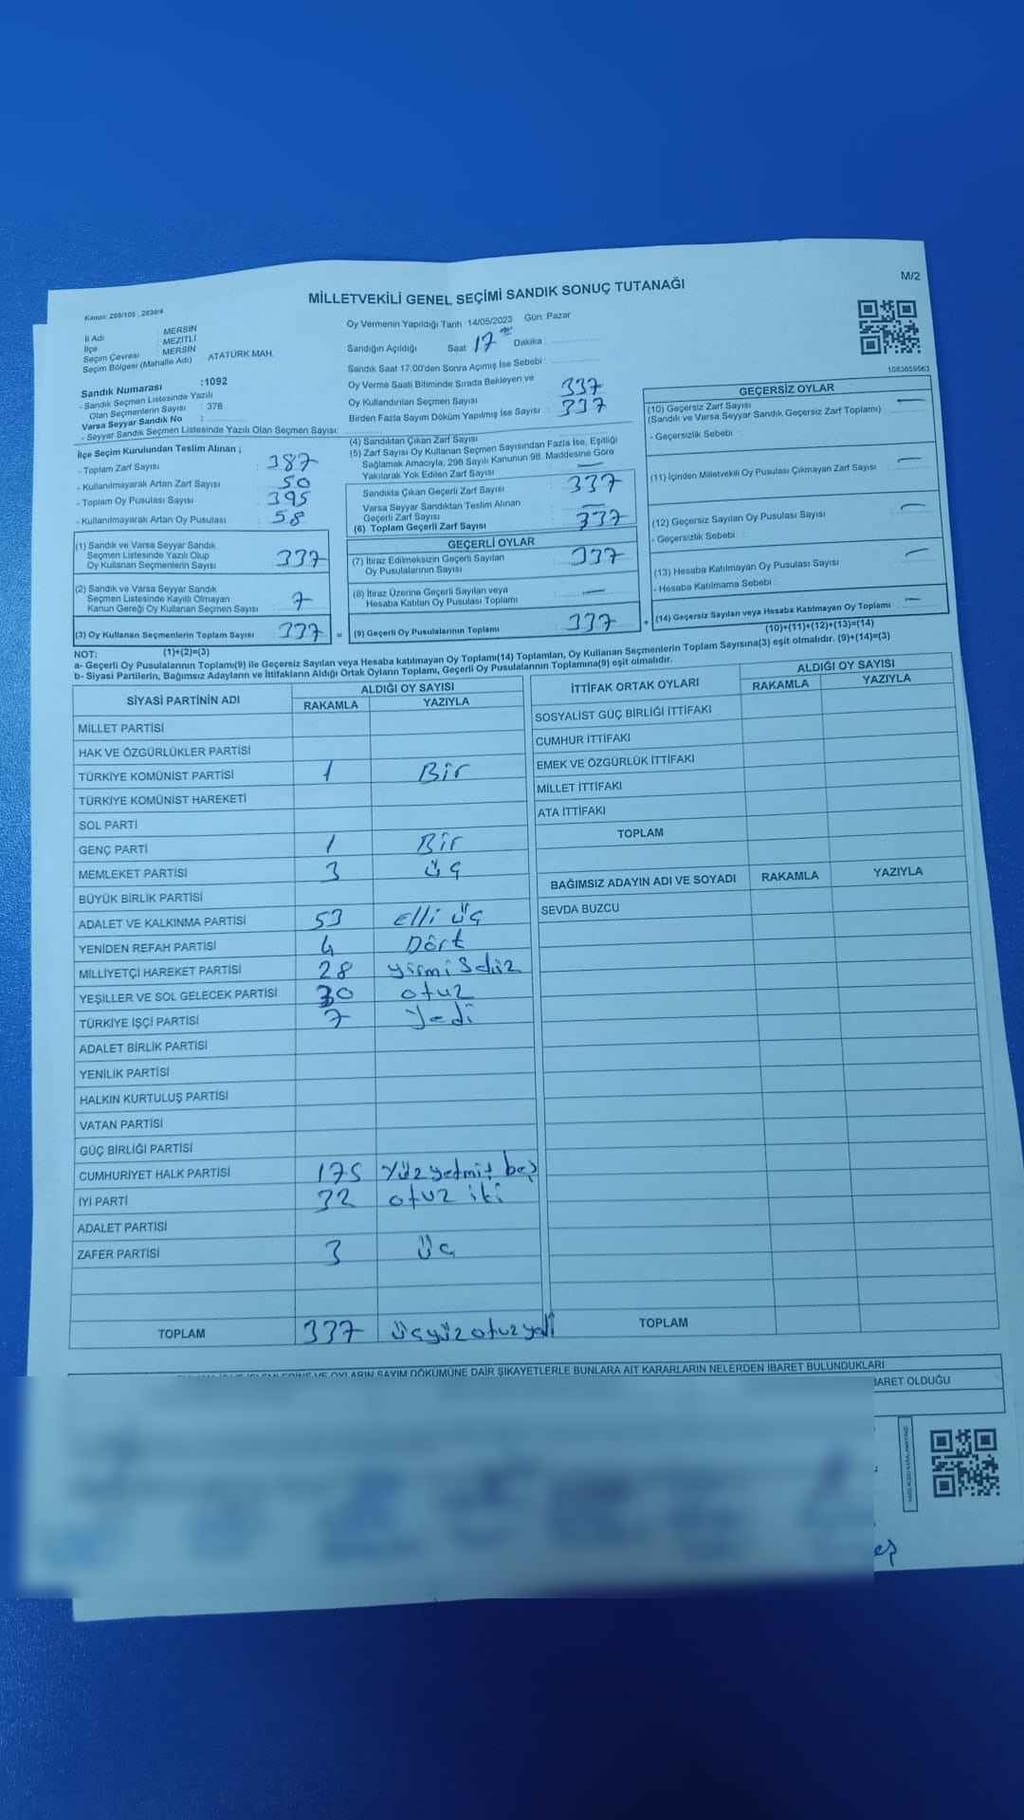 MİLLETVEKİLİ GENEL SEÇİMİ SANDIK SONUÇ TUTANAĞI
M/2
İl Adı : MERSİN
İlçe : MEZİTLİ
Seçim Çevresi : MERSİN
Seçim Bölgesi (Mahalle Adı) : ATATÜRK MAH.
Sandık Numarası :1092
- Sandık Seçmen Listesinde Yazılı
Olan Seçmenlerin Sayısı : 378
Varsa Seyyar Sandık No :
- Seyyar Sandık Seçmen Listesinde Yazılı Olan Seçmen Sayısı:
Oy Vermenin Yapıldığı Tarih :14/05/2023 Gün: Pazar
Sandığın Açıldığı Saat 17 00 Dakika
Sandık Saat 17.00'den Sonra Açımış İse Sebebi :
Oy Verme Saati Bitiminde Sırada Bekleyen ve
Oy Kullandırılan Seçmen Sayısı 337
Birden Fazla Sayım Döküm Yapılmış İse Sayısı : 337
1083659563
İlçe Seçim Kurulundan Teslim Alınan ;
- Toplam Zarf Sayısı : 387
- Kullanılmayarak Artan Zarf Sayısı : 50
- Toplam Oy Pusulası Sayısı : 395
- Kullanılmayarak Artan Oy Pusulası : 58
(1) Sandık ve Varsa Seyyar Sandık
Seçmen Listesinde Yazılı Olup
Oy Kullanan Seçmenlerin Sayısı 337
(2) Sandık ve Varsa Seyyar Sandık
Seçmen Listesinde Kayıtlı Olmayan
Kanun Gereği Oy Kullanan Seçmen Sayısı 7
(3) Oy Kullanan Seçmenlerin Toplam Sayısı 337 =
(4) Sandıktan Çıkan Zarf Sayısı
(5) Zarf Sayısı Oy Kullanan Seçmen Sayısından Fazla İse, Eşitliği
Sağlamak Amacıyla, 298 Sayılı Kanunun 98. Maddesine Göre
Yakılarak Yok Edilen Zarf Sayısı —
Sandıkta Çıkan Geçerli Zarf Sayısı 337
Varsa Seyyar Sandıktan Teslim Alınan
Geçerli Zarf Sayısı —
(6) Toplam Geçerli Zarf Sayısı 337
GEÇERLİ OYLAR
(7) İtiraz Edilmeksizin Geçerli Sayılan
Oy Pusulalarının Sayısı 337
(8) İtiraz Üzerine Geçerli Sayılan veya
Hesaba Katılan Oy Pusulası Toplamı —
(9) Geçerli Oy Pusulalarının Toplamı 337 +
GEÇERSİZ OYLAR
(10) Geçersiz Zarf Sayısı
(Sandık ve Varsa Seyyar Sandık Geçersiz Zarf Toplamı) —
- Geçersizlik Sebebi :
(11) İçinden Milletvekili Oy Pusulası Çıkmayan Zarf Sayısı —
(12) Geçersiz Sayılan Oy Pusulası Sayısı —
- Geçersizlik Sebebi :
(13) Hesaba Katılmayan Oy Pusulası Sayısı —
- Hesaba Katılmama Sebebi :
(14) Geçersiz Sayılan veya Hesaba Katılmayan Oy Toplamı —
NOT: (1)+(2)=(3) (10)+(11)+(12)+(13)=(14)
a- Geçerli Oy Pusulalarının Toplamı(9) ile Geçersiz Sayılan veya Hesaba katılmayan Oy Toplamı(14) Toplamları, Oy Kullanan Seçmenlerin Toplam Sayısına(3) eşit olmalıdır. (9)+(14)=(3)
b- Siyasi Partilerin, Bağımsız Adayların ve İttifakların Aldığı Ortak Oyların Toplamı, Geçerli Oy Pusulalarının Toplamına(9) eşit olmalıdır.
SİYASİ PARTİNİN ADI ALDIĞI OY SAYISI
RAKAMLA YAZIYLA
MİLLET PARTİSİ
HAK VE ÖZGÜRLÜKLER PARTİSİ
TÜRKİYE KOMÜNİST PARTİSİ 1 Bir
TÜRKİYE KOMÜNİST HAREKETİ
SOL PARTİ
GENÇ PARTİ 1 Bir
MEMLEKET PARTİSİ 3 üç
BÜYÜK BİRLİK PARTİSİ
ADALET VE KALKINMA PARTİSİ 53 Elli üç
YENİDEN REFAH PARTİSİ 4 Dört
MİLLİYETÇİ HAREKET PARTİSİ 28
YEŞİLLER VE SOL GELECEK PARTİSİ 30 otuz
TÜRKİYE İŞÇİ PARTİSİ 7 Yedi
ADALET BİRLİK PARTİSİ
YENİLİK PARTİSİ
HALKIN KURTULUŞ PARTİSİ
VATAN PARTİSİ
GÜÇ BİRLİĞİ PARTİSİ
CUMHURİYET HALK PARTİSİ 175 Yüz yetmiş beş
İYİ PARTİ 32 otuz iki
ADALET PARTİSİ
ZAFER PARTİSİ 3 Üç
TOPLAM 337 üçyüz otuz yedi
İTTİFAK ORTAK OYLARI ALDIĞI OY SAYISI
RAKAMLA YAZIYLA
SOSYALİST GÜÇ BİRLİĞİ İTTİFAKI
CUMHUR İTTİFAKI
EMEK VE ÖZGÜRLÜK İTTİFAKI
MİLLET İTTİFAKI
ATA İTTİFAKI
TOPLAM
BAĞIMSIZ ADAYIN ADI VE SOYADI RAKAMLA YAZIYLA
SEVDA BUZCU
TOPLAM
OYLARIN SAYIM DÖKÜMÜNE DAİR ŞİKAYETLERLE BUNLARA AİT KARARLARIN NELERDEN İBARET BULUNDUKLARI
BARET OLDUĞU